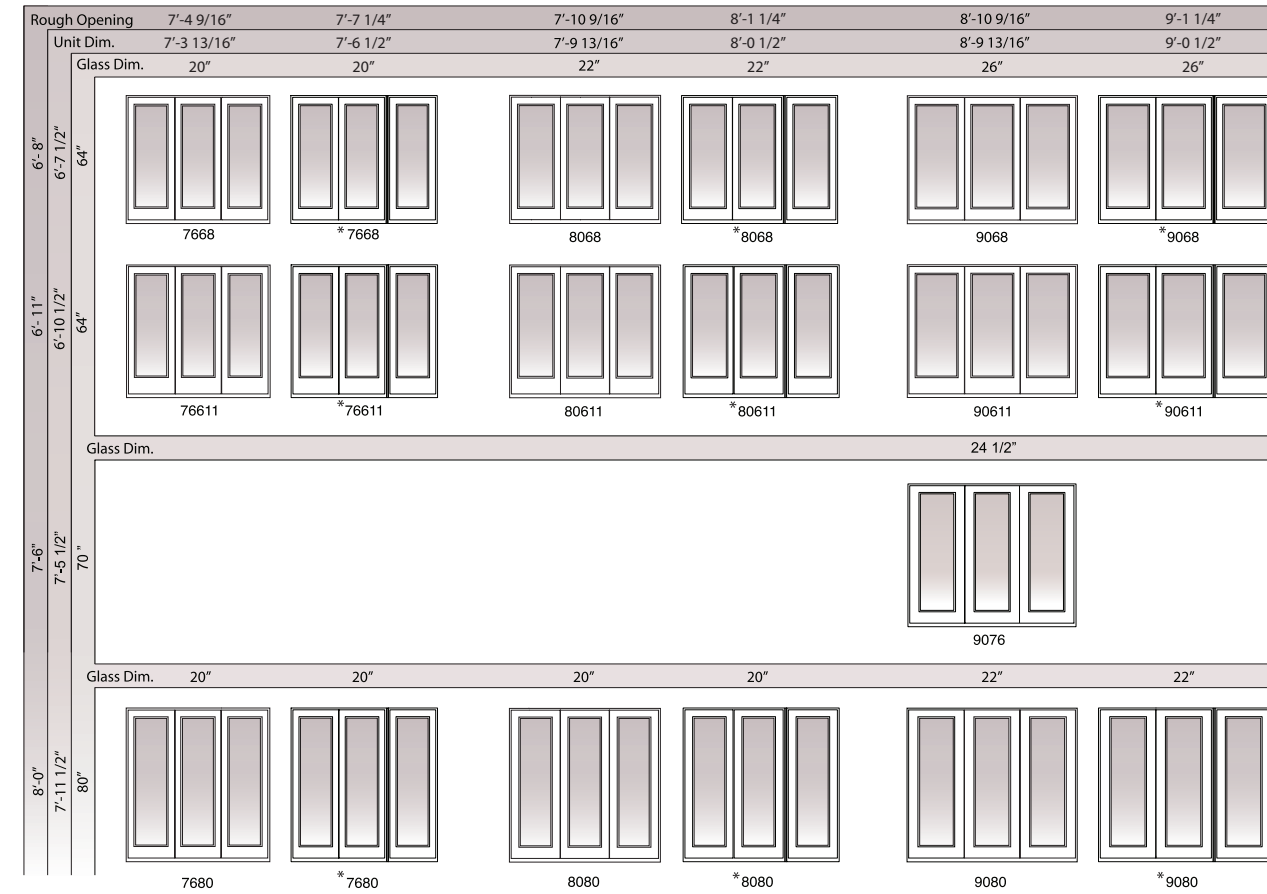 Rough Opening 7’-4 9/16” 7’-7 1/4” 7’-10 9/16” 8’-1 1/4” 8’-10 9/16” 9’-1 1/4”
Unit Dim. 7’-3 13/16” 7’-6 1/2” 7’-9 13/16” 8’-0 1/2” 8’-9 13/16” 9’-0 1/2”
Glass Dim. 20” 20” 22” 22” 26” 26”
6’- 8” 6’-7 1/2” 64”
7668 *7668 8068 *8068 9068 *9068
6’- 11” 6’-10 1/2” 64”
76611 *76611 80611 *80611 90611 *90611
Glass Dim. 24 1/2”
7’-6” 7’-5 1/2” 70 ”
9076
Glass Dim. 20” 20” 20” 20” 22” 22”
8’-0” 7’-11 1/2” 80”
7680 *7680 8080 *8080 9080 *9080